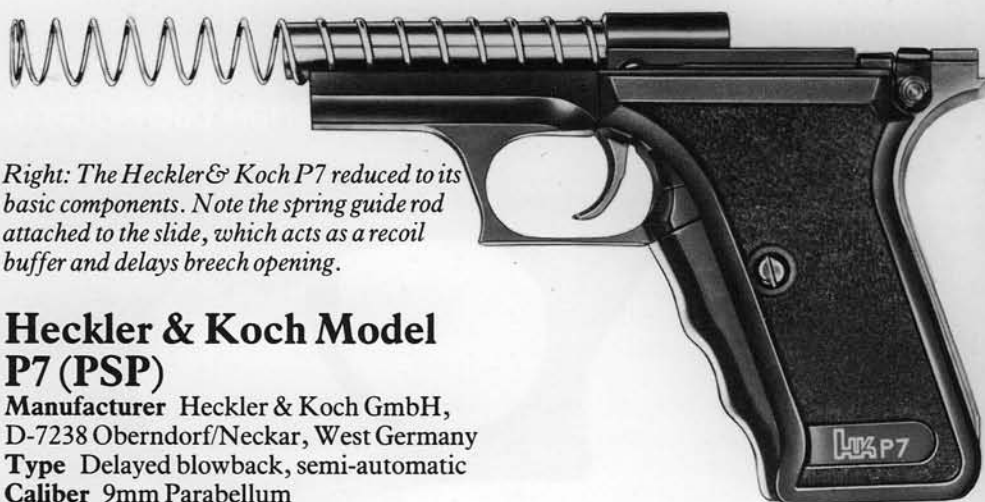 Right: The Heckler & Koch P7 reduced to its
basic components. Note the spring guide rod
attached to the slide, which acts as a recoil
buffer and delays breech opening.
Heckler & Koch Model
P7 (PSP)
Manufacturer Heckler & Koch GmbH,
D-7238 Oberndorf/Neckar, West Germany
Type Delayed blowback, semi-automatic
Caliber 9mm Parabellum
HK P7